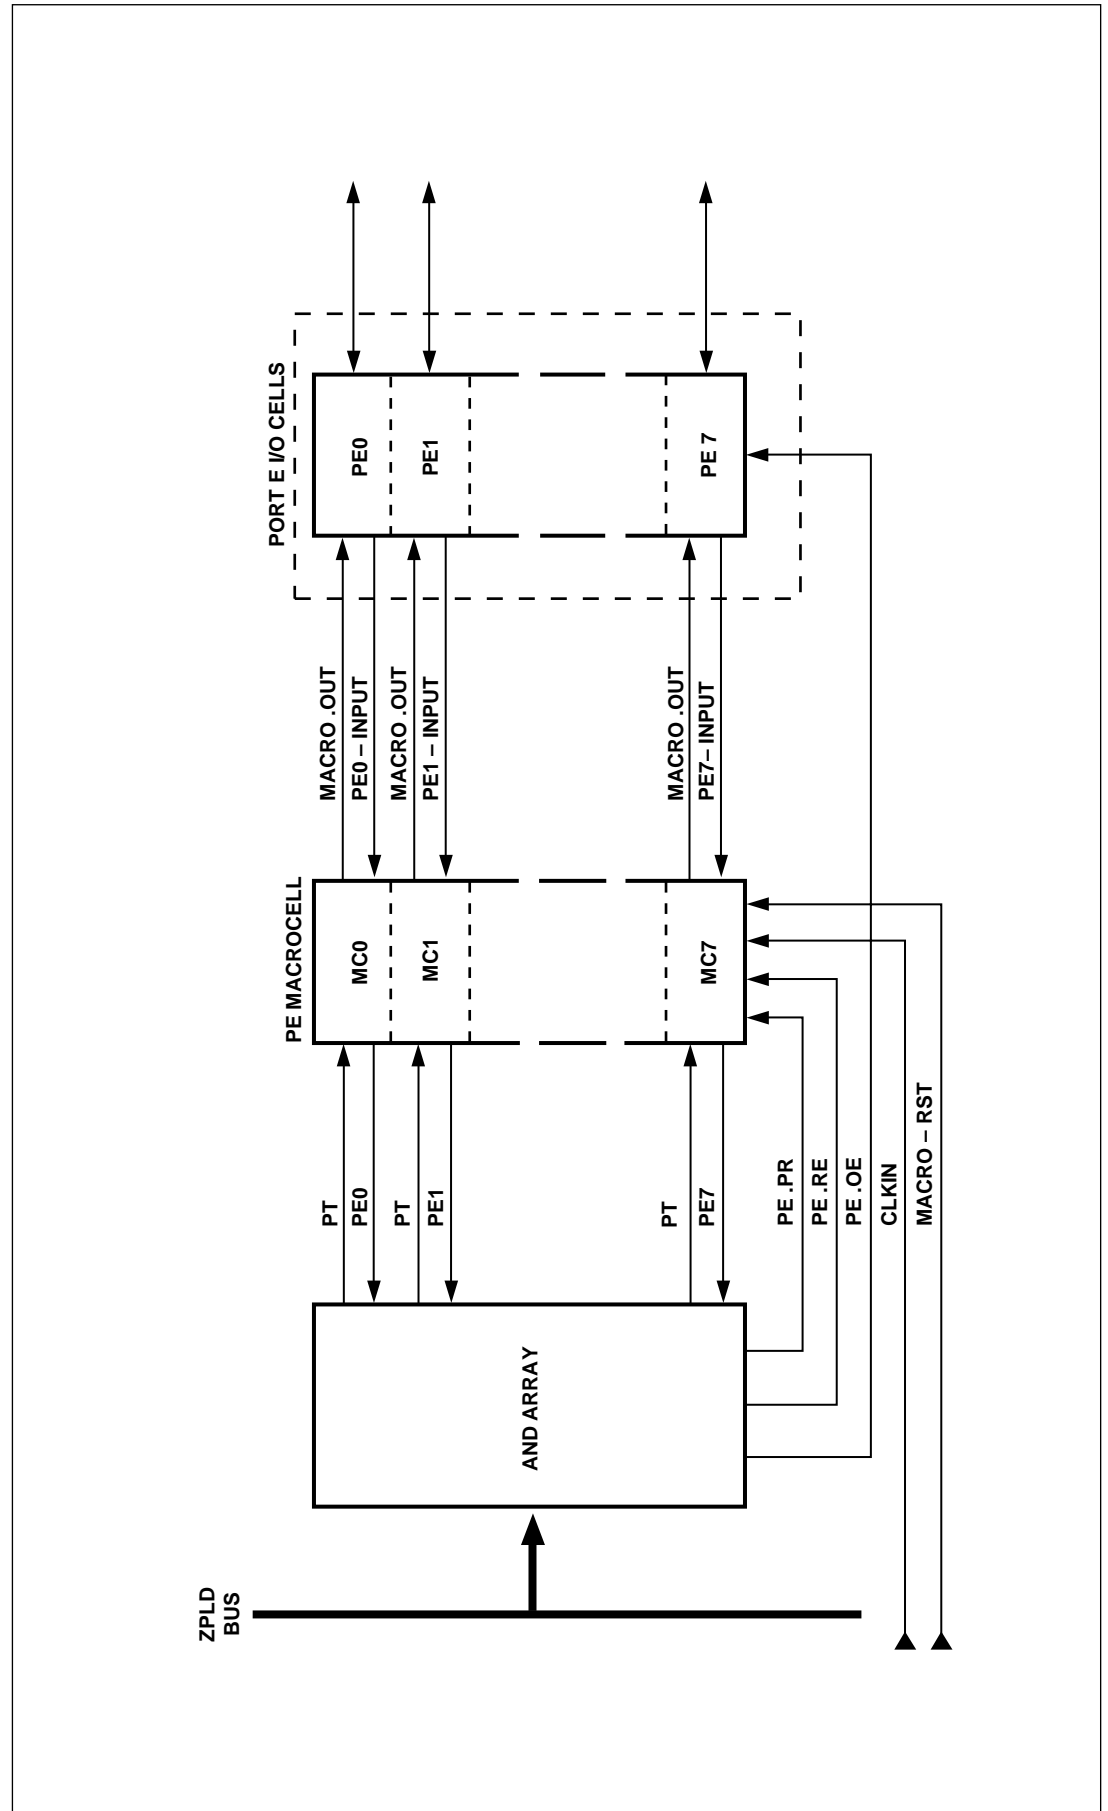 ZPLD
BUS
AND ARRAY
PT
PE0
PT
PE1
PT
PE7
PE .PR
PE .RE
PE .OE
CLKIN
MACRO – RST
PE MACROCELL
MC0
MC1
MC7
MACRO .OUT
PE0 – INPUT
MACRO .OUT
PE1 – INPUT
MACRO .OUT
PE7– INPUT
PORT E I/O CELLS
PE0
PE1
PE 7